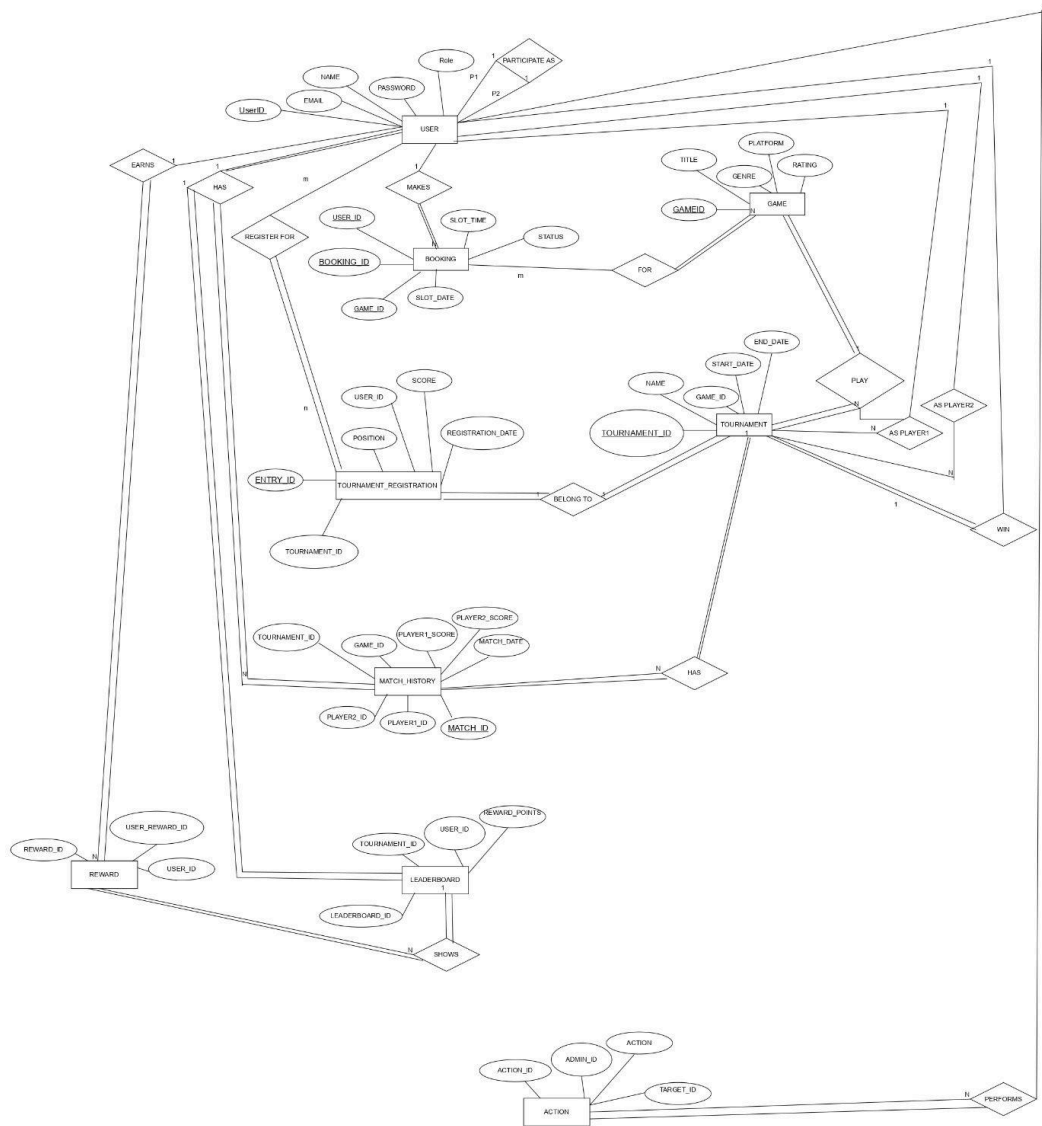 Role
1
PARTICIPATE AS
NAME
P1
1
1
PASSWORD
P2
1
EMAIL
UserID
1
USER
PLATFORM
TITLE
RATING
EARNS
1
1
1
GENRE
1
HAS
m
MAKES
GAME
GAMEID
N
USER_ID
SLOT_TIME
REGISTER FOR
STATUS
N
BOOKING_ID
BOOKING
m
FOR
SLOT_DATE
GAME_ID
END_DATE
1
START_DATE
SCORE
NAME
PLAY
USER_ID
GAME_ID
N
AS PLAYER2
n
TOURNAMENT
REGISTRATION_DATE
TOURNAMENT_ID
1
N
AS PLAYER1
POSITION
N
ENTRY_ID
TOURNAMENT_REGISTRATION
1
BELONG TO
1
1
WIN
TOURNAMENT_ID
PLAYER2_SCORE
TOURNAMENT_ID
PLAYER1_SCORE
GAME_ID
MATCH_DATE
N
MATCH_HISTORY
N
HAS
PLAYER2_ID
PLAYER1_ID
MATCH_ID
REWARD_POINTS
USER_REWARD_ID
USER_ID
REWARD_ID
TOURNAMENT_ID
N
USER_ID
REWARD
LEADERBOARD
1
LEADERBOARD_ID
N
SHOWS
ACTION
ADMIN_ID
ACTION_ID
TARGET_ID
N
PERFORMS
ACTION